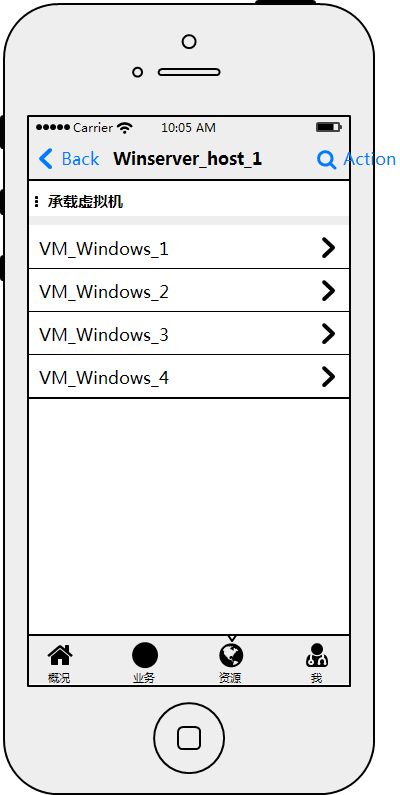 Carrier 10:05 AM
Back Winserver_host_1 Action
承载虚拟机
VM_Windows_1
VM_Windows_2
VM_Windows_3
VM_Windows_4
概况 业务 资源 我